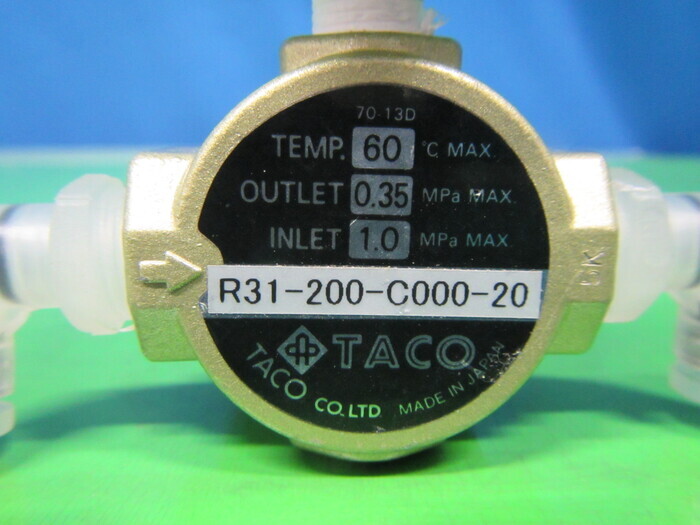 70-13D
TEMP. 60 °C MAX.
OUTLET 0.35 MPa MAX.
INLET 1.0 MPa MAX.
R31-200-C000-20
TACO
TACO CO.,LTD. MADE IN JAPAN
DK